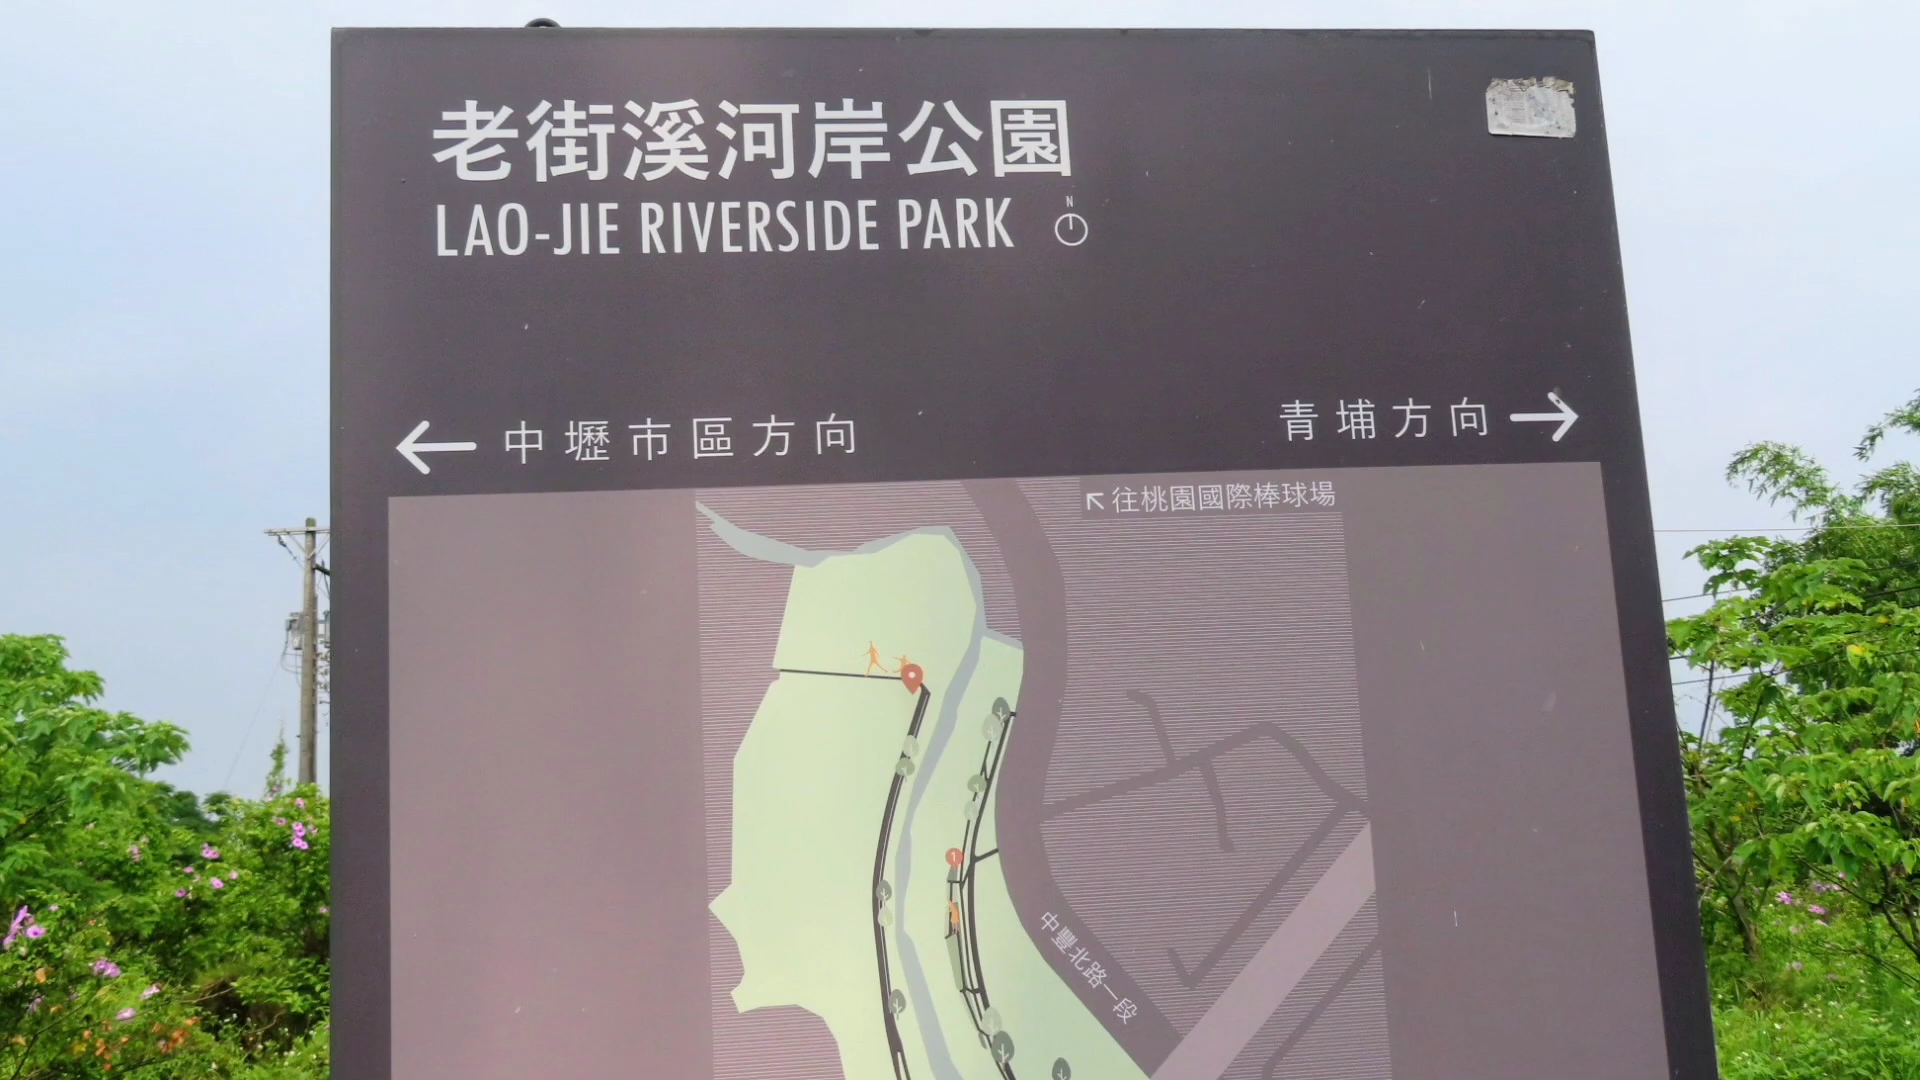 老街溪河岸公園
LAO-JIE RIVERSIDE PARK
N
← 中壢市區方向
青埔方向 →
↖往桃園國際棒球場
1
中豐北路一段